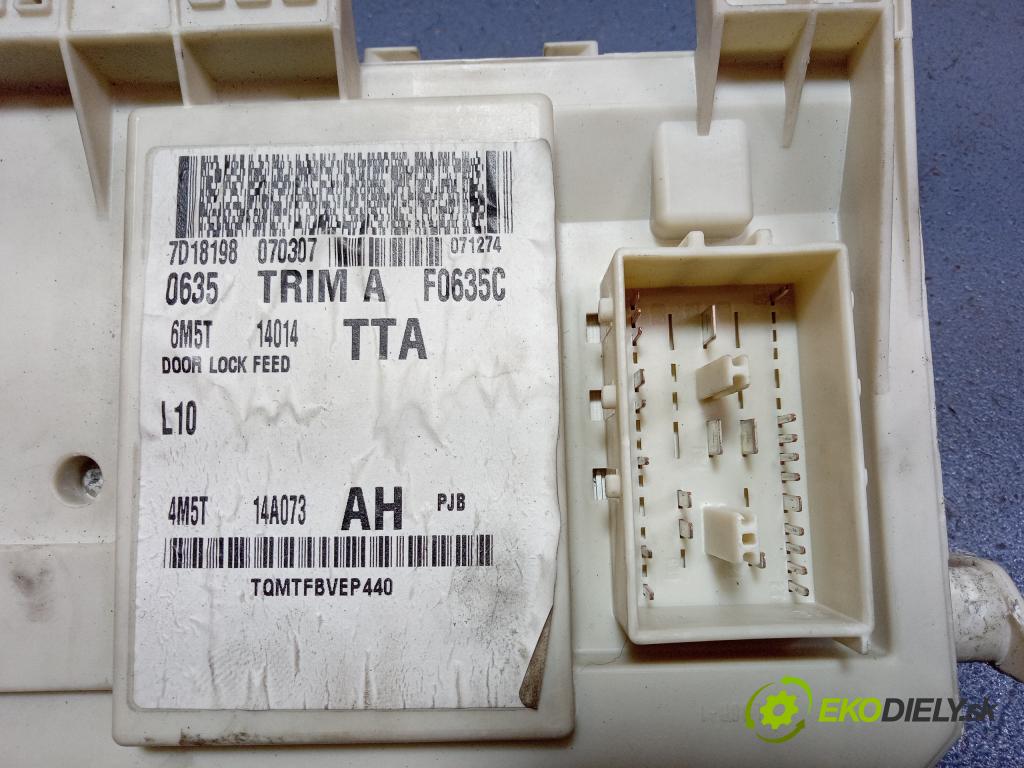 7D18198 070307 071274
0635 TRIM A F0635C
6M5T 14014 TTA
DOOR LOCK FEED
L10
4M5T 14A073 AH PJB
TQMTFBVEP440
EKODIELY.sk